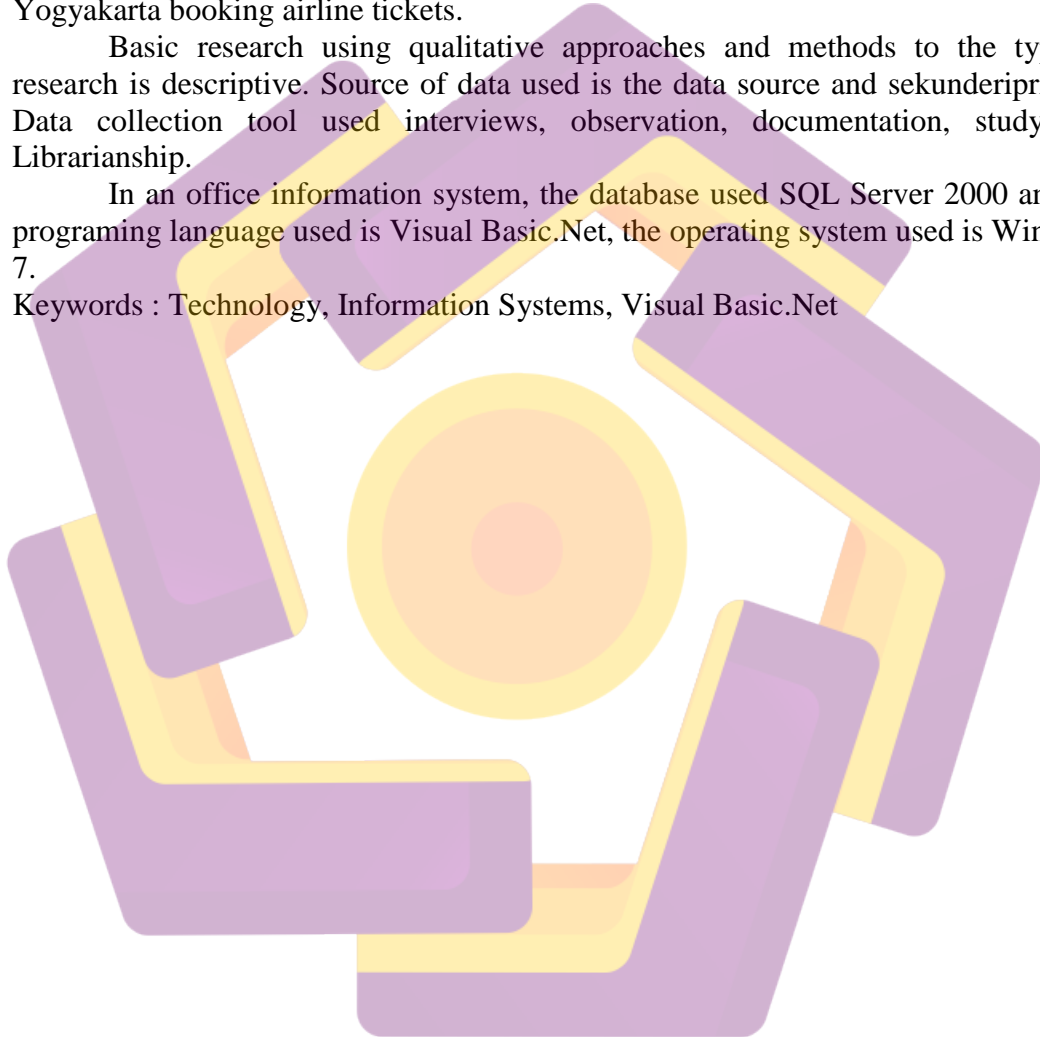 Yogyakarta booking airline tickets.
Basic research using qualitative approaches and methods to the ty
research is descriptive. Source of data used is the data source and sekunderipr
Data collection tool used interviews, observation, documentation, study
Librarianship.
In an office information system, the database used SQL Server 2000 an
programing language used is Visual Basic.Net, the operating system used is Win
7.
Keywords : Technology, Information Systems, Visual Basic.Net